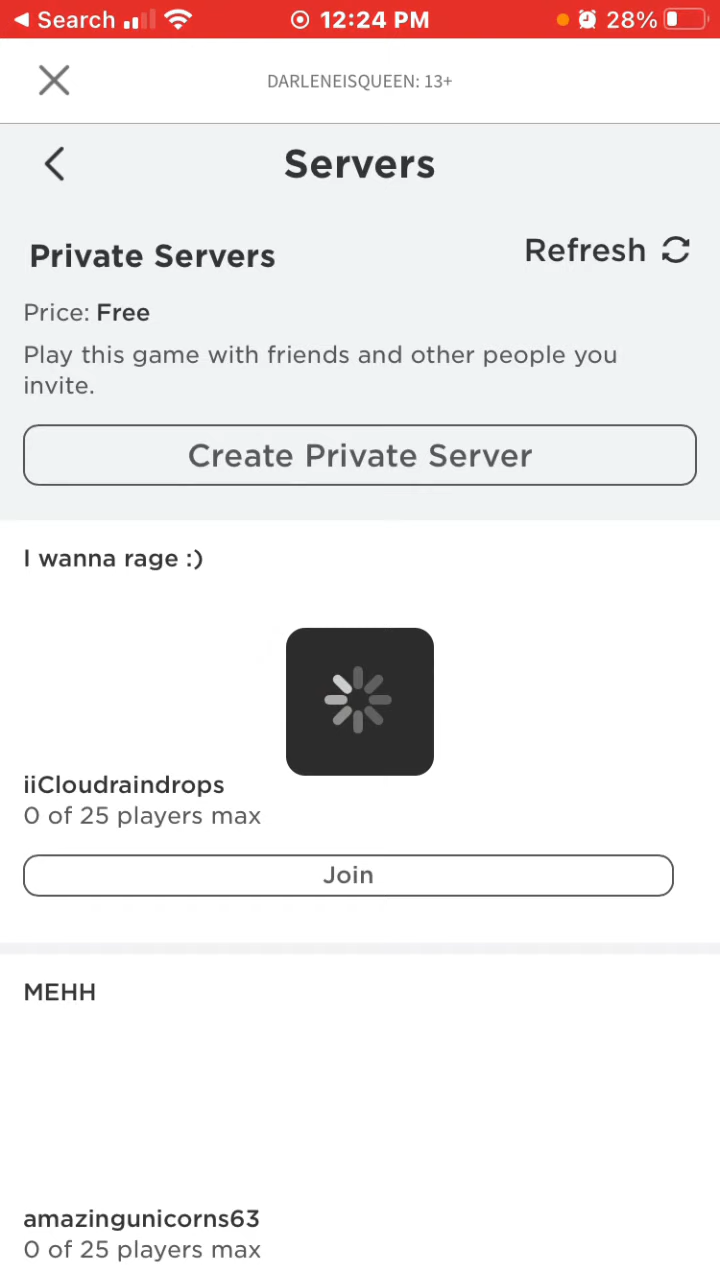 Search 12:24 PM 28%
DARLENEISQUEEN: 13+
Servers
Private Servers
Refresh
Price: Free
Play this game with friends and other people you
invite.
Create Private Server
I wanna rage :)
iiCloudraindrops
0 of 25 players max
Join
MEHH
amazingunicorns63
0 of 25 players max